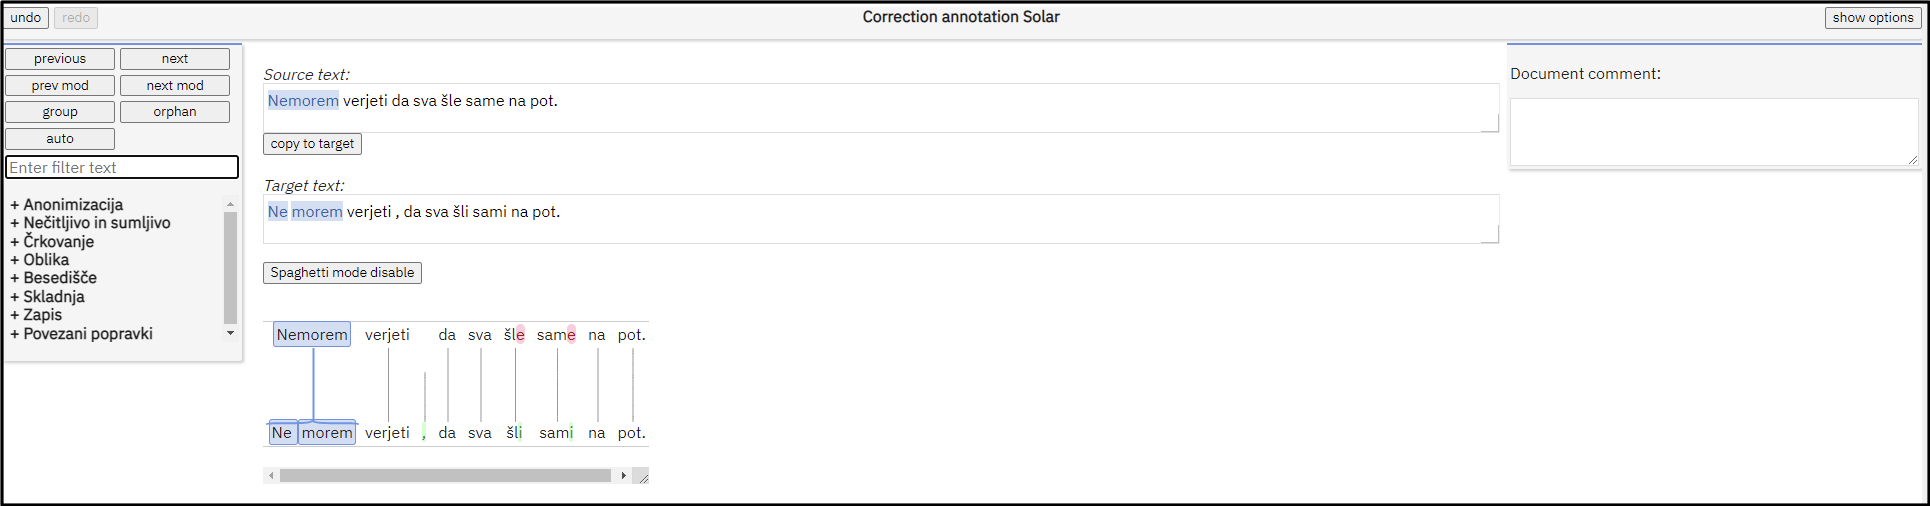 undo redo Correction annotation Solar show options
previous next
prev mod next mod
group orphan
auto
Enter filter text
+ Anonimizacija
+ Nečitljivo in sumljivo
+ Črkovanje
+ Oblika
+ Besedišče
+ Skladnja
+ Zapis
+ Povezani popravki
Source text:
Nemorem verjeti da sva šle same na pot.
copy to target
Target text:
Ne morem verjeti , da sva šli sami na pot.
Spaghetti mode disable
Nemorem verjeti da sva šle same na pot.
Ne morem verjeti , da sva šli sami na pot.
Document comment: